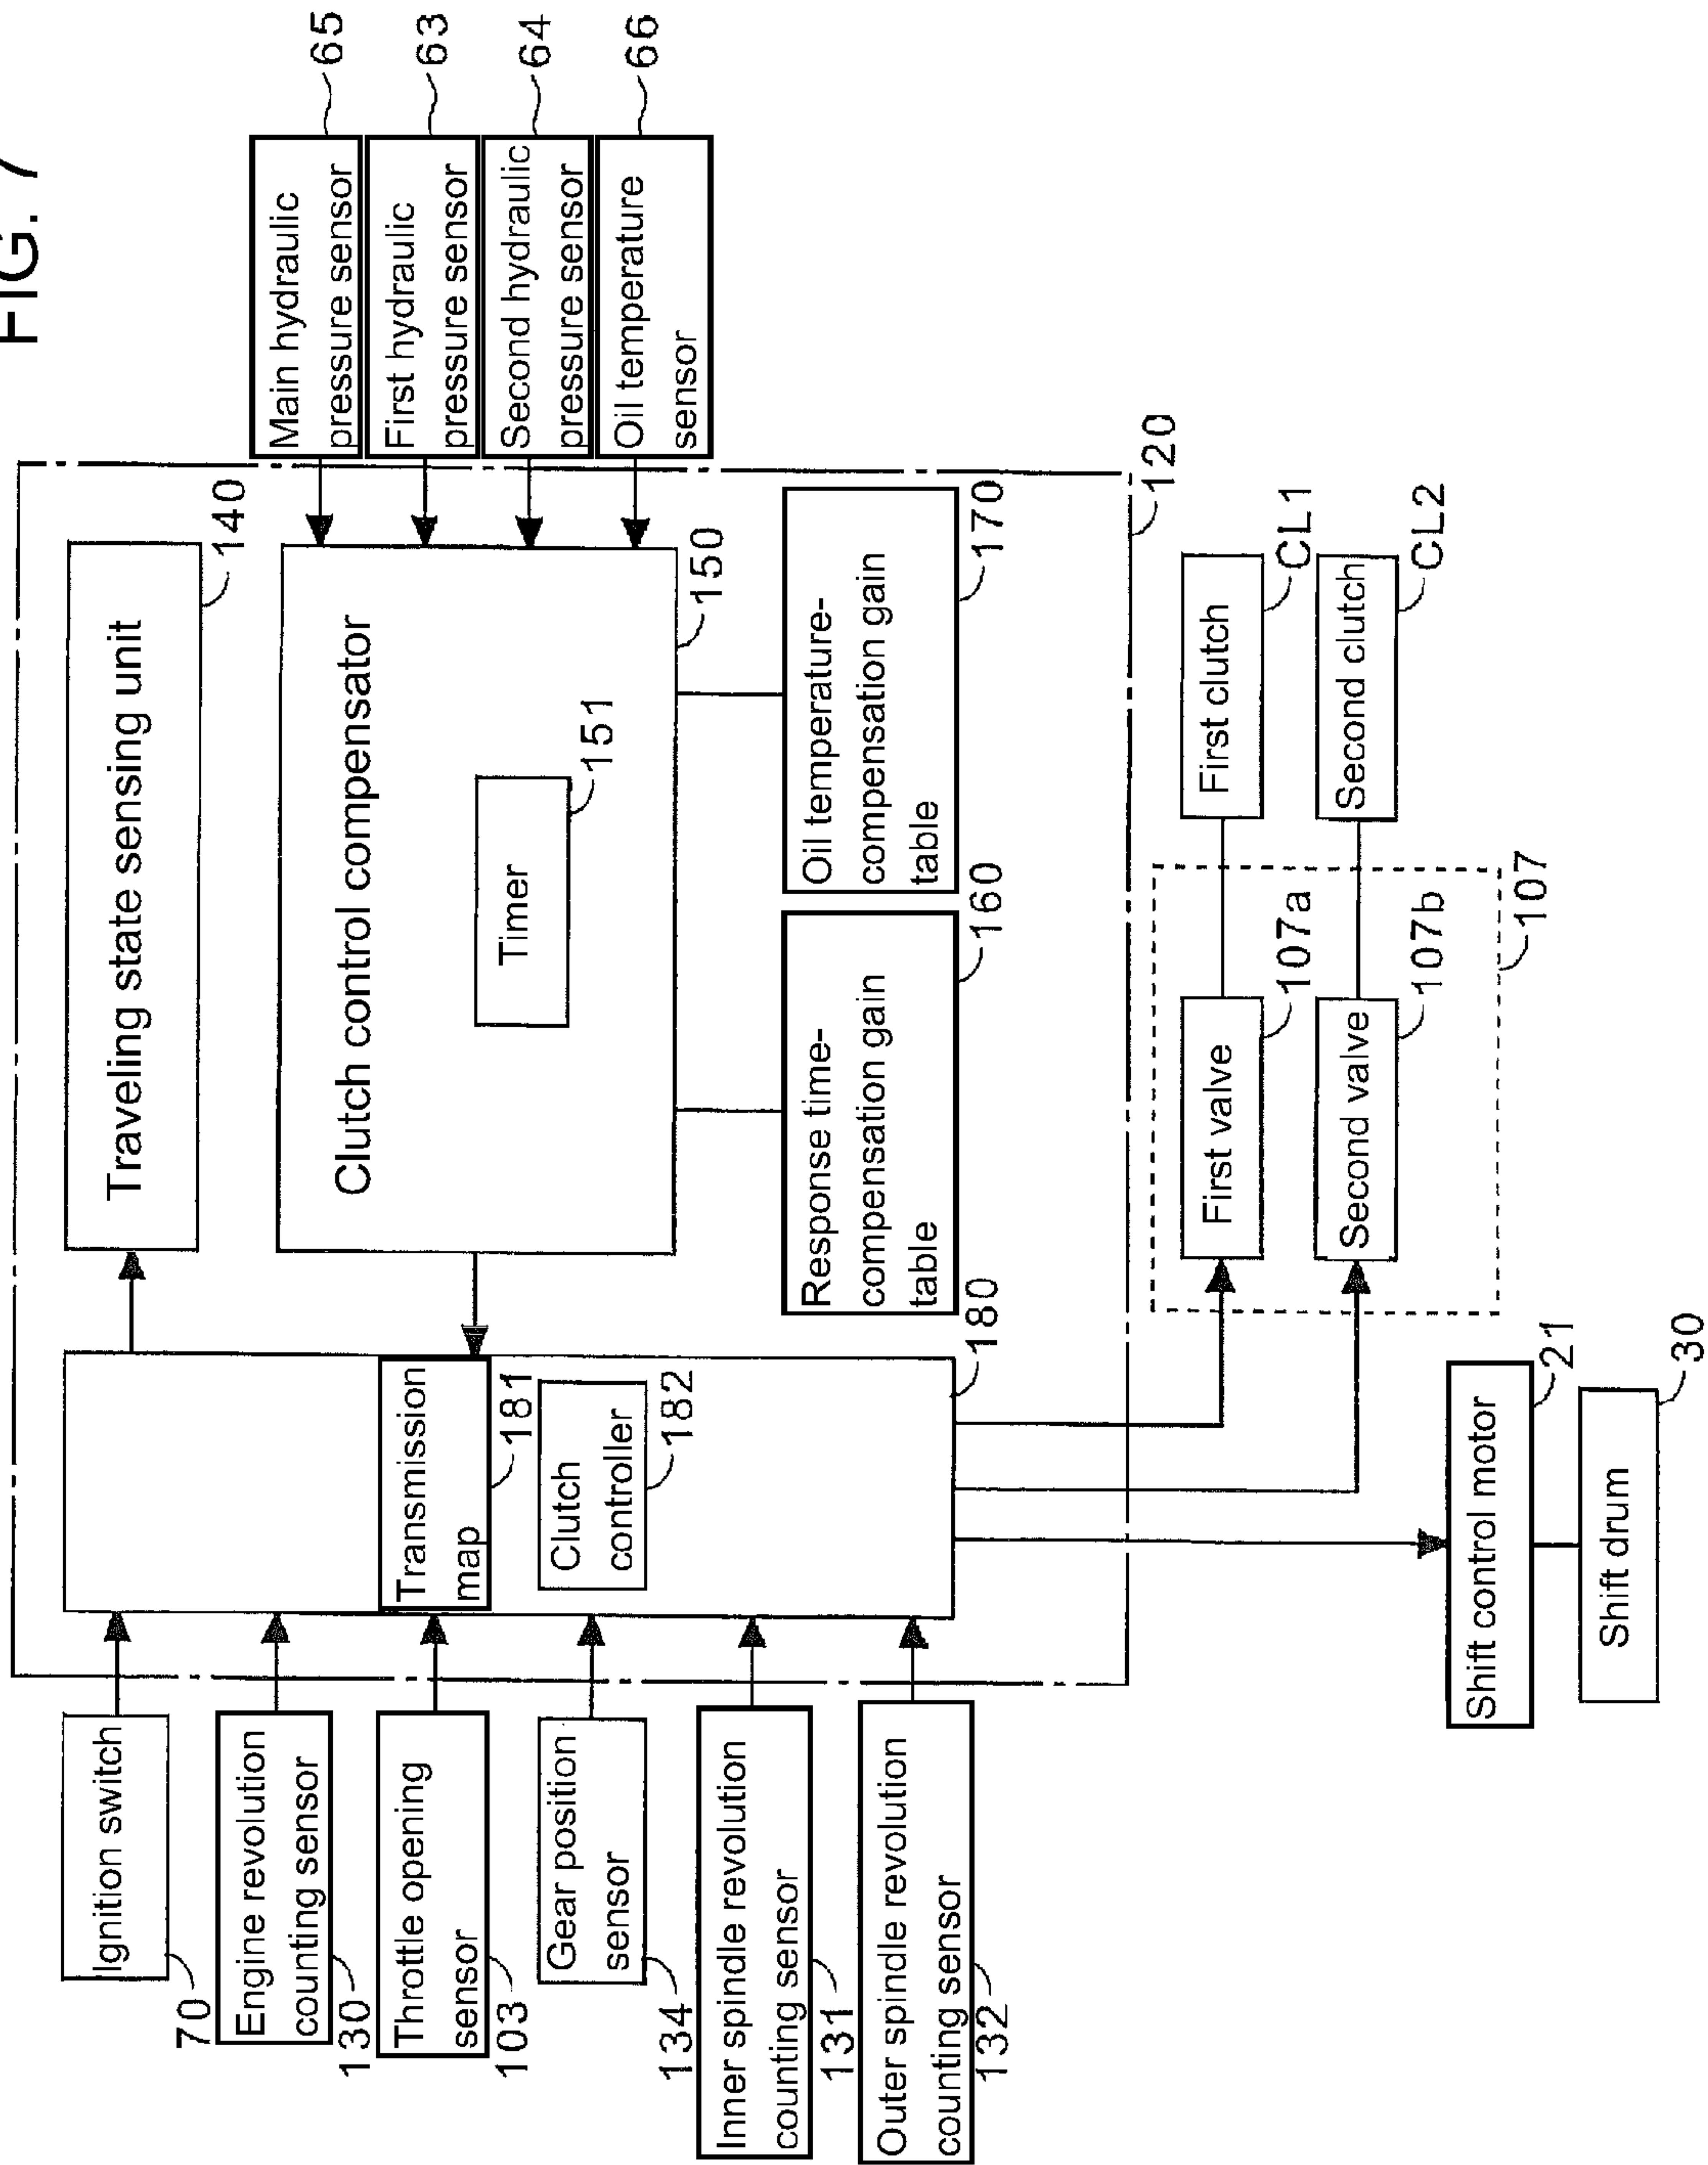 FIG. 7
Ignition switch
70
Engine revolution
counting sensor
130
Throttle opening
sensor
103
Gear position
sensor
134
Inner spindle revolution
counting sensor
131
Outer spindle revolution
counting sensor
132
Transmission
map
181
Clutch
controller
182
180
Traveling state sensing unit
140
Clutch control compensator
Timer
151
150
Response time-
compensation gain
table
160
Oil temperature-
compensation gain
table
170
Main hydraulic
pressure sensor
65
First hydraulic
pressure sensor
63
Second hydraulic
pressure sensor
64
Oil temperature
sensor
66
120
First valve
107a
Second valve
107b
107
First clutch
CL1
Second clutch
CL2
Shift control motor
21
Shift drum
30